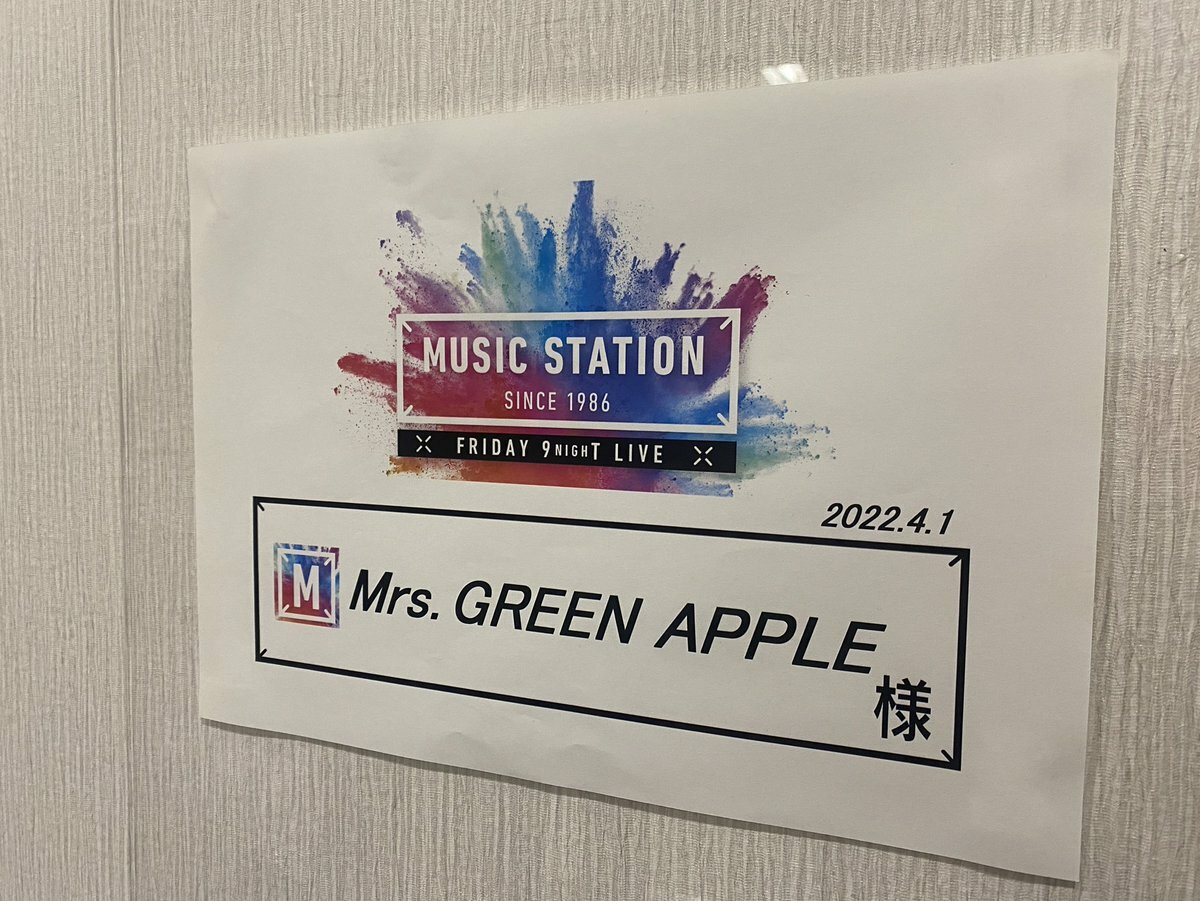 MUSIC STATION
SINCE 1986
FRIDAY 9NIGHT LIVE
2022.4.1
M Mrs. GREEN APPLE
様